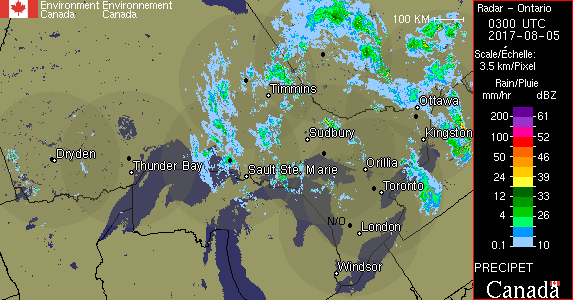 Environment Environnement
Canada Canada
100 KM
Timmins
Ottawa
Sudbury
Kingston
Dryden
Thunder Bay
Sault Ste. Marie
Orillia
Toronto
N/O
London
Windsor
Radar - Ontario
0300 UTC
2017-08-05
Scale/Échelle:
3.5 km/Pixel
Rain/Pluie
mm/hr dBZ
200 61
100 52
50 46
24 39
12 33
4 26
0.1 10
PRECIPET
Canada